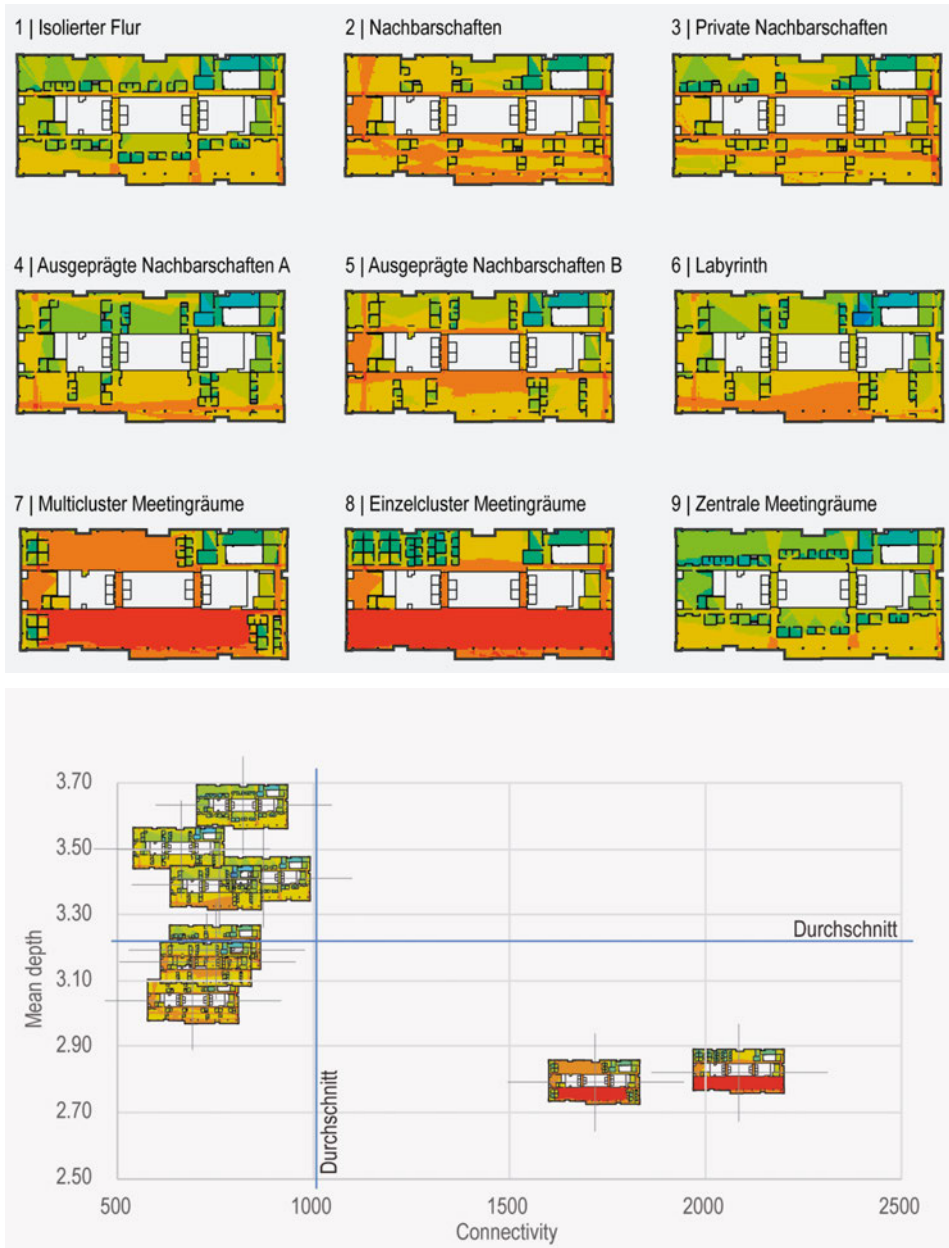 1 | Isolierter Flur
2 | Nachbarschaften
3 | Private Nachbarschaften
4 | Ausgeprägte Nachbarschaften A
5 | Ausgeprägte Nachbarschaften B
6 | Labyrinth
7 | Multicluster Meetingräume
8 | Einzelcluster Meetingräume
9 | Zentrale Meetingräume
3.70
3.50
3.30
3.10
2.90
2.70
2.50
Mean depth
Durchschnitt
Durchschnitt
500
1000
1500
2000
2500
Connectivity